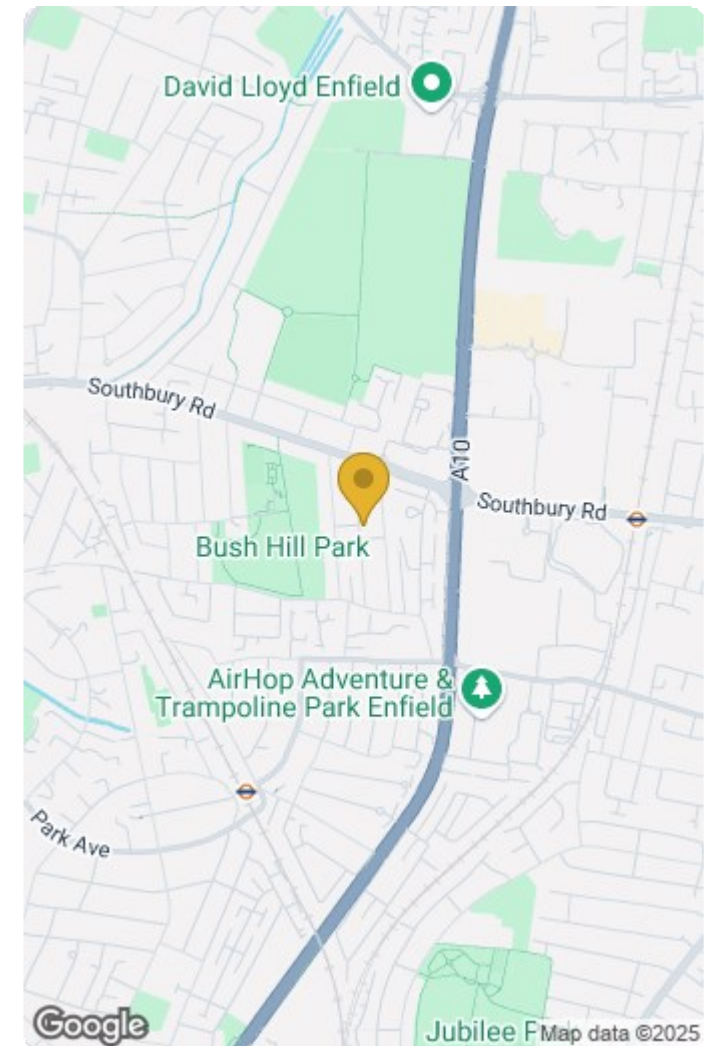 David Lloyd Enfield
Southbury Rd
A10
Southbury Rd
Bush Hill Park
AirHop Adventure &
Trampoline Park Enfield
Park Ave
Jubilee
Google
Map data ©2025